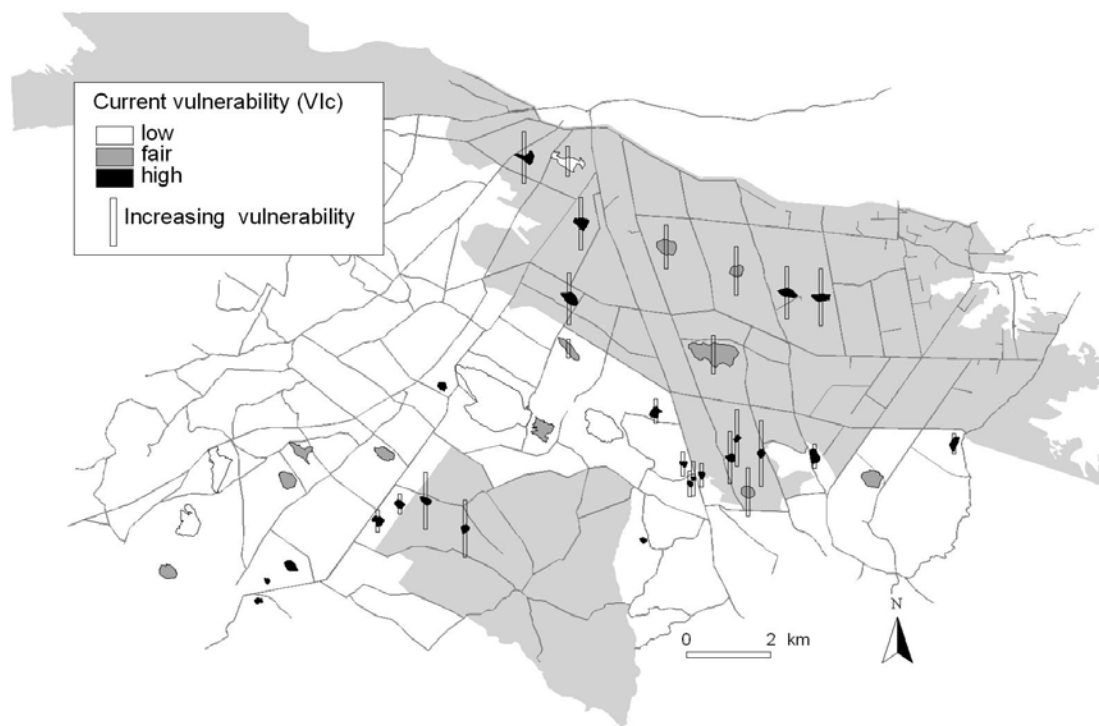 Current vulnerability (VIc)
low
fair
high
Increasing vulnerability
N
0 2 km